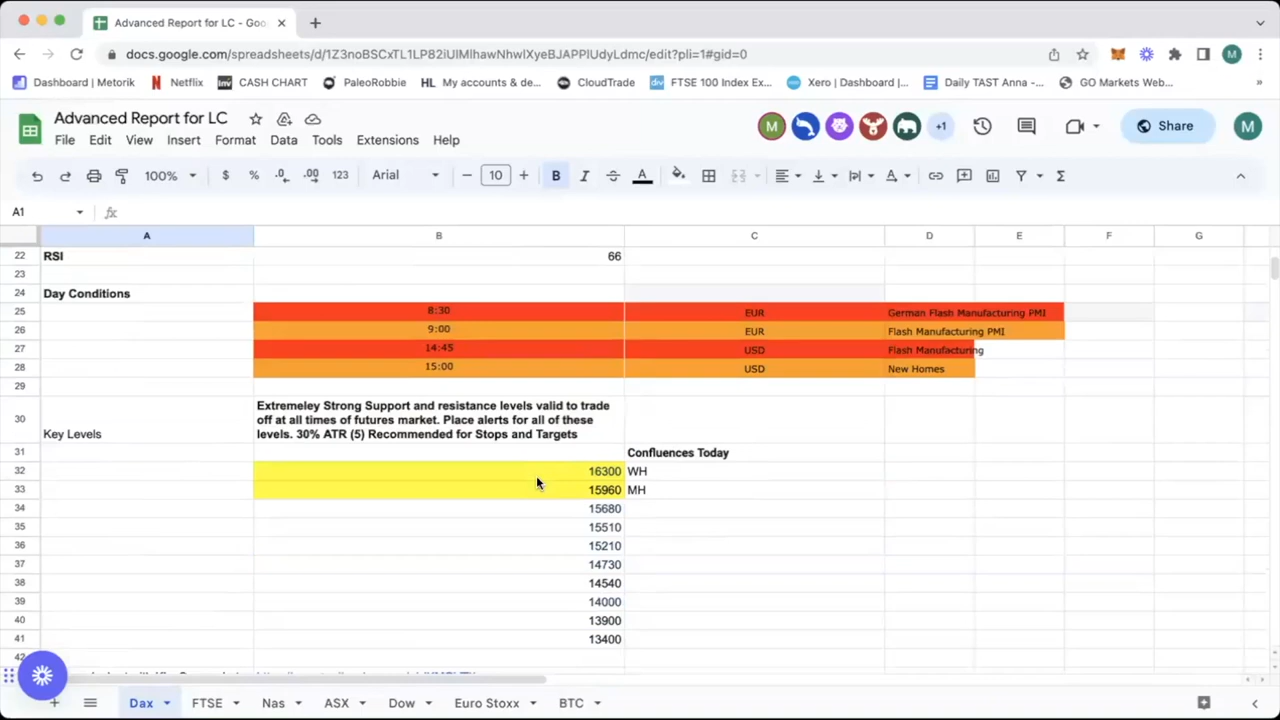 Advanced Report for LC - Goo
docs.google.com/spreadsheets/d/1Z3noBSCxTL1LP82iUlMlhawNhwIXyeBJAPPlUdyLdmc/edit?pli=1#gid=0
Dashboard | Metorik
Netflix
CASH CHART
PaleoRobbie
HL My accounts & de...
CloudTrade
FTSE 100 Index Ex...
Xero | Dashboard |...
Daily TAST Anna -...
GO Markets Web...
»
Advanced Report for LC
File Edit View Insert Format Data Tools Extensions Help
M +1 Share M
100% $ % .0 .00 123 Arial 10 B I S A Σ
A1 fx
A B C D E F G
22 RSI 66
23
24 Day Conditions
25 8:30 EUR German Flash Manufacturing PMI
26 9:00 EUR Flash Manufacturing PMI
27 14:45 USD Flash Manufacturing
28 15:00 USD New Homes
29
Extremeley Strong Support and resistance levels valid to trade
off at all times of futures market. Place alerts for all of these
30 Key Levels levels. 30% ATR (5) Recommended for Stops and Targets
31 Confluences Today
32 16300 WH
33 15960 MH
34 15680
35 15510
36 15210
37 14730
38 14540
39 14000
40 13900
41 13400
42
Dax FTSE Nas ASX Dow Euro Stoxx BTC